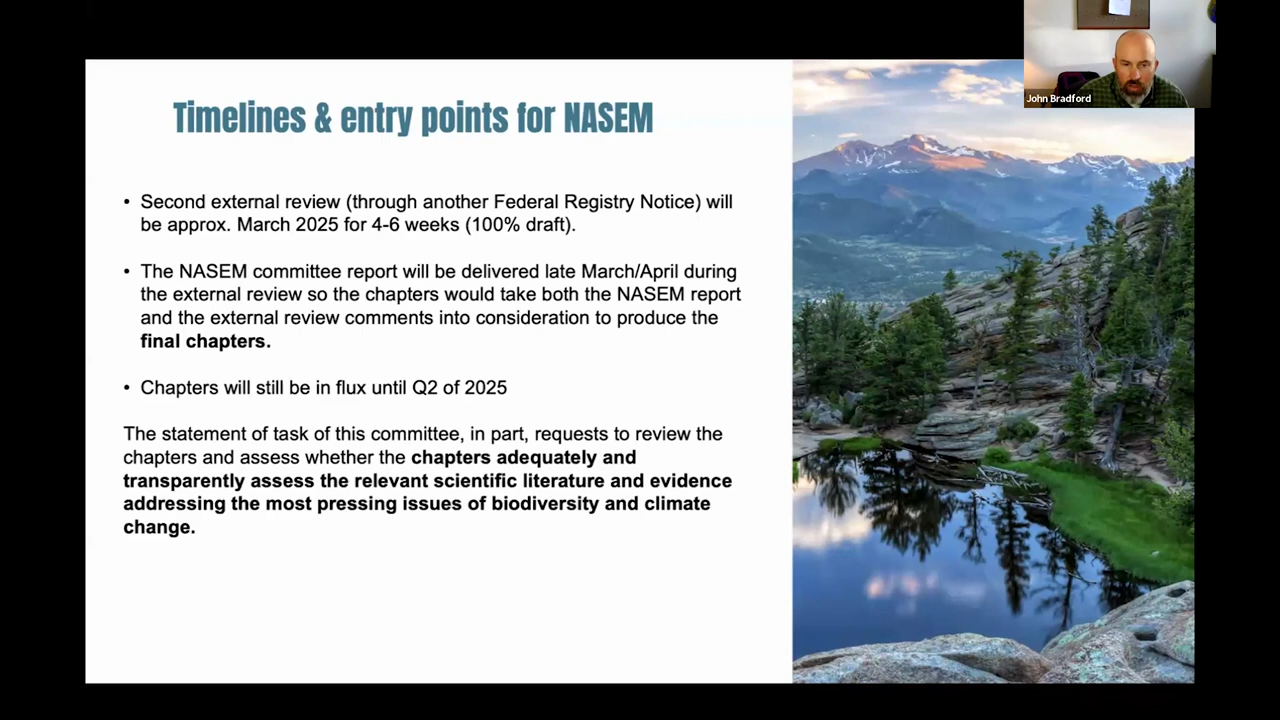 John Bradford
Timelines & entry points for NASEM
• Second external review (through another Federal Registry Notice) will
be approx. March 2025 for 4-6 weeks (100% draft).
• The NASEM committee report will be delivered late March/April during
the external review so the chapters would take both the NASEM report
and the external review comments into consideration to produce the
final chapters.
• Chapters will still be in flux until Q2 of 2025
The statement of task of this committee, in part, requests to review the
chapters and assess whether the chapters adequately and
transparently assess the relevant scientific literature and evidence
addressing the most pressing issues of biodiversity and climate
change.